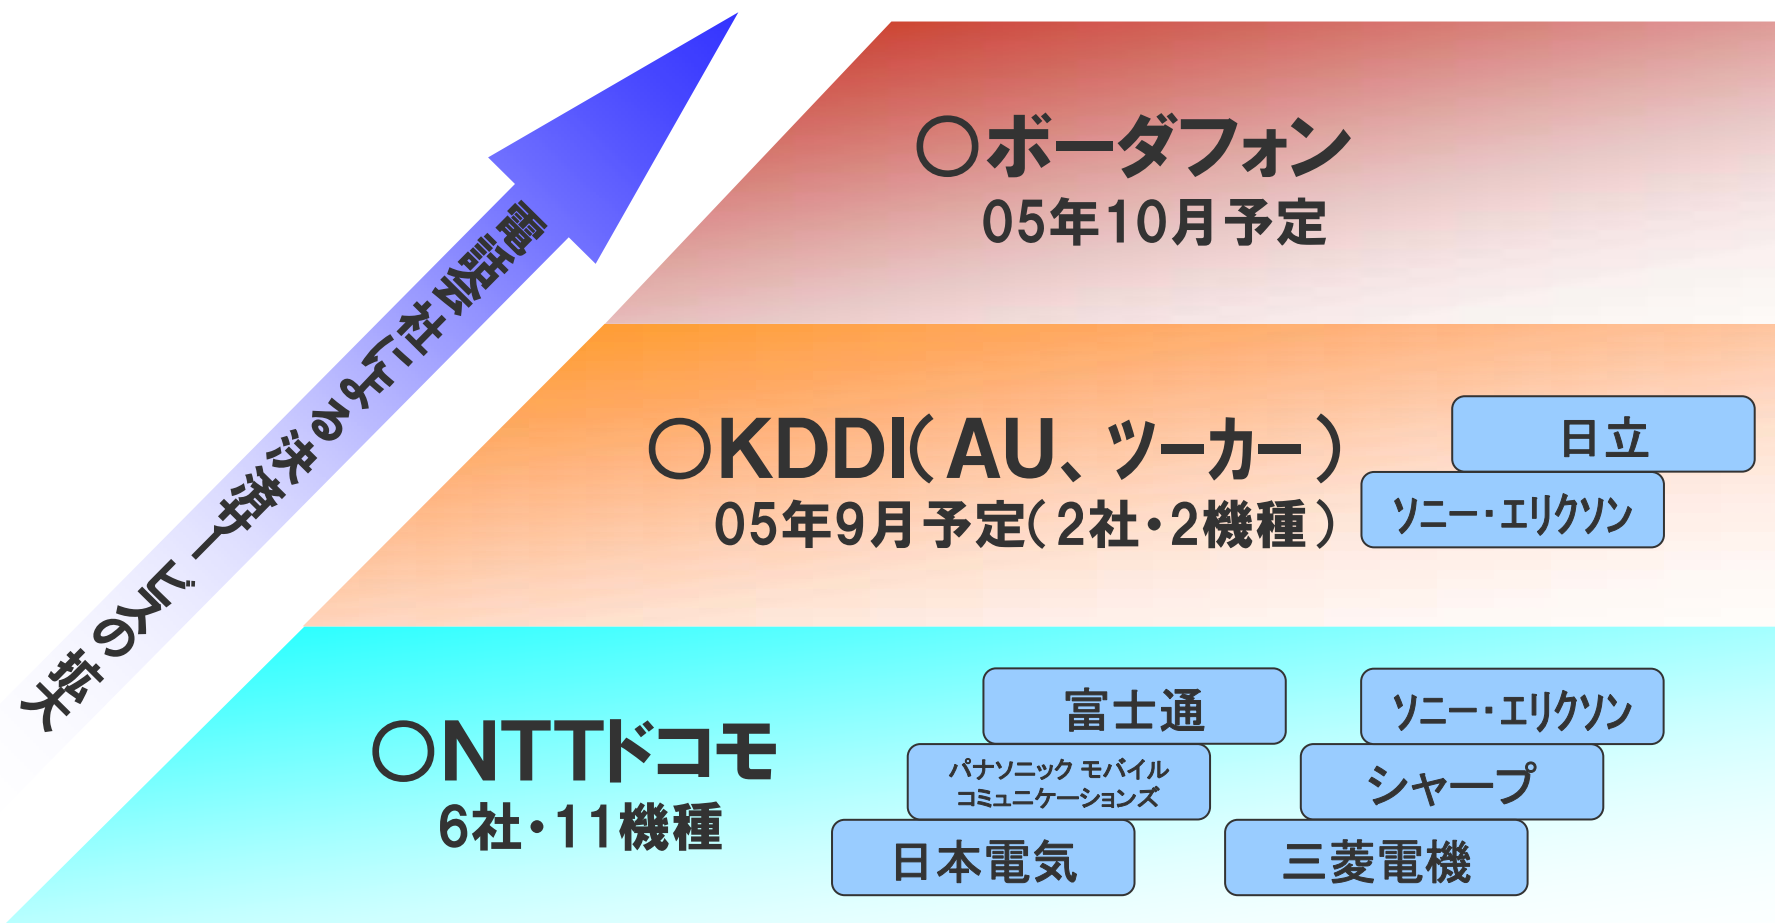 電話会社による決済サービスの拡大
○ボーダフォン
05年10月予定
○KDDI(AU、ツーカー)
05年9月予定(2社・2機種)
日立
ソニー・エリクソン
○NTTドコモ
6社・11機種
富士通
パナソニック モバイル
コミュニケーションズ
日本電気
ソニー・エリクソン
シャープ
三菱電機